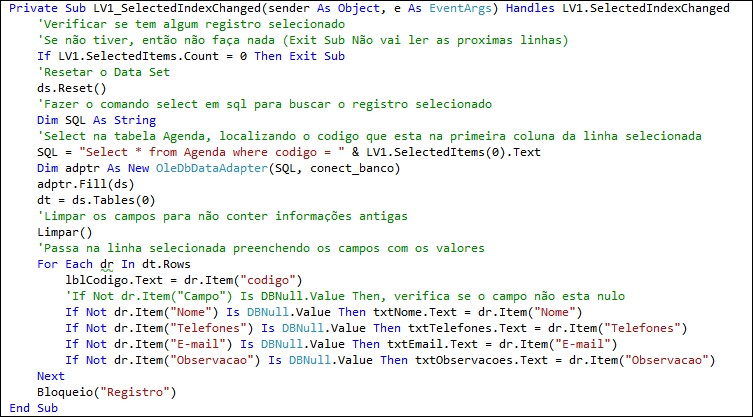 Private Sub LV1_SelectedIndexChanged(sender As Object, e As EventArgs) Handles LV1.SelectedIndexChanged
'Verificar se tem algum registro selecionado
'Se não tiver, então não faça nada (Exit Sub Não vai ler as proximas linhas)
If LV1.SelectedItems.Count = 0 Then Exit Sub
'Resetar o Data Set
ds.Reset()
'Fazer o comando select em sql para buscar o registro selecionado
Dim SQL As String
'Select na tabela Agenda, localizando o codigo que esta na primeira coluna da linha selecionada
SQL = "Select * from Agenda where codigo = " & LV1.SelectedItems(0).Text
Dim adptr As New OleDbDataAdapter(SQL, conect_banco)
adptr.Fill(ds)
dt = ds.Tables(0)
'Limpar os campos para não conter informações antigas
Limpar()
'Passa na linha selecionada preenchendo os campos com os valores
For Each dr In dt.Rows
lblCodigo.Text = dr.Item("codigo")
'If Not dr.Item("Campo") Is DBNull.Value Then, verifica se o campo não esta nulo
If Not dr.Item("Nome") Is DBNull.Value Then txtNome.Text = dr.Item("Nome")
If Not dr.Item("Telefones") Is DBNull.Value Then txtTelefones.Text = dr.Item("Telefones")
If Not dr.Item("E-mail") Is DBNull.Value Then txtEmail.Text = dr.Item("E-mail")
If Not dr.Item("Observacao") Is DBNull.Value Then txtObservacoes.Text = dr.Item("Observacao")
Next
Bloqueio("Registro")
End Sub